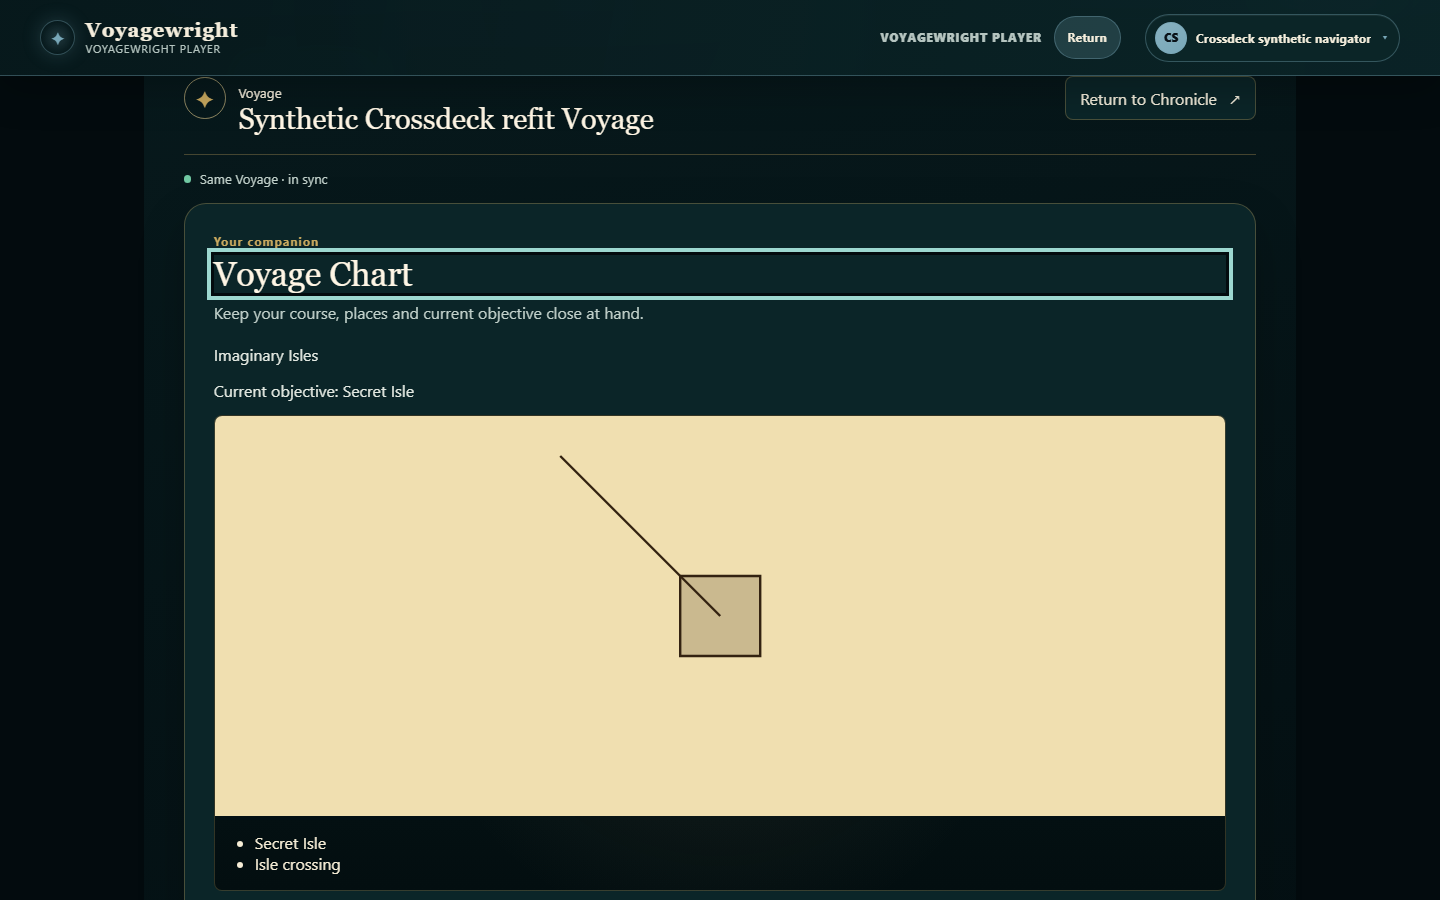 Voyagewright
VOYAGEWRIGHT PLAYER
VOYAGEWRIGHT PLAYER
Return
CS
Crossdeck synthetic navigator
Voyage
Synthetic Crossdeck refit Voyage
Return to Chronicle ↗
Same Voyage · in sync
Your companion
Voyage Chart
Keep your course, places and current objective close at hand.
Imaginary Isles
Current objective: Secret Isle
Secret Isle
Isle crossing